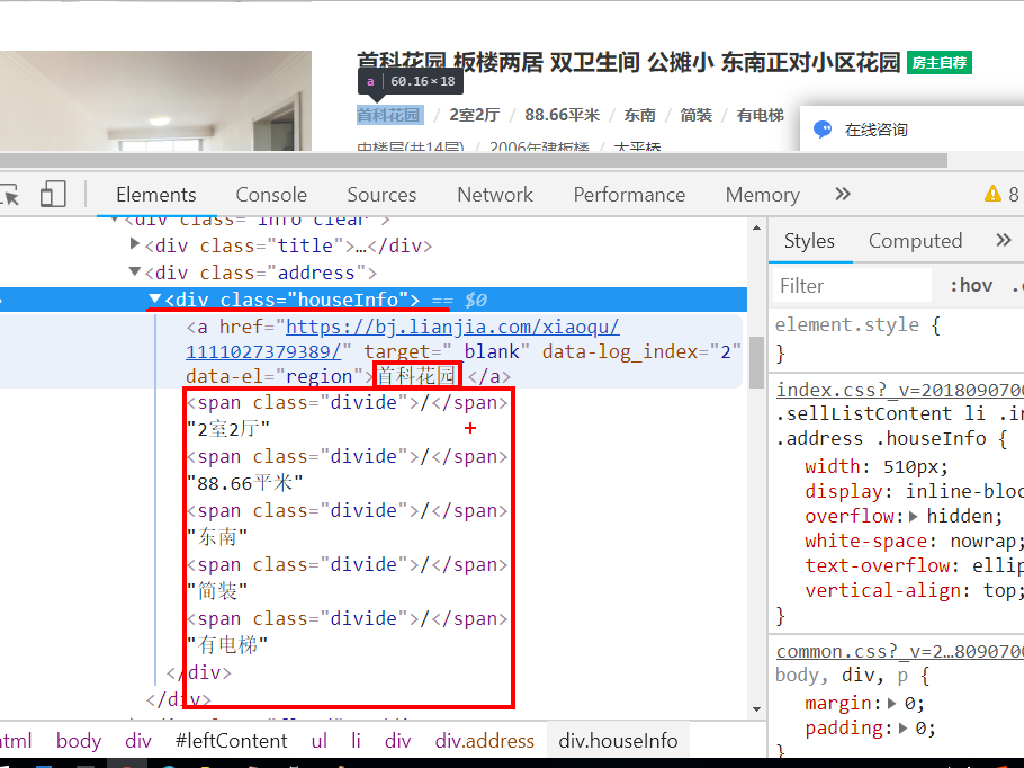 首科花园 板楼两居 双卫生间 公摊小 东南正对小区花园 房主自荐
a 60.16×18
首科花园 / 2室2厅 / 88.66平米 / 东南 / 简装 / 有电梯
在线咨询
中楼层(共14层) / 2006年建板楼 / 太平桥
Elements Console Sources Network Performance Memory » 8
<div class="info clear">
<div class="title">…</div>
<div class="address">
<div class="houseInfo"> == $0
<a href="https://bj.lianjia.com/xiaoqu/
1111027379389/" target="_blank" data-log_index="2"
data-el="region">首科花园 </a>
<span class="divide">/</span>
"2室2厅"
<span class="divide">/</span>
"88.66平米"
<span class="divide">/</span>
"东南"
<span class="divide">/</span>
"简装"
<span class="divide">/</span>
"有电梯"
</div>
</div>
html body div #leftContent ul li div div.address div.houseInfo
Styles Computed »
Filter :hov
element.style {
}
index.css?_v=2018090700
.sellListContent li .in
.address .houseInfo {
width: 510px;
display: inline-bloc
overflow: hidden;
white-space: nowrap;
text-overflow: ellip
vertical-align: top;
}
common.css?_v=2…8090700
body, div, p {
margin: 0;
padding: 0;
}